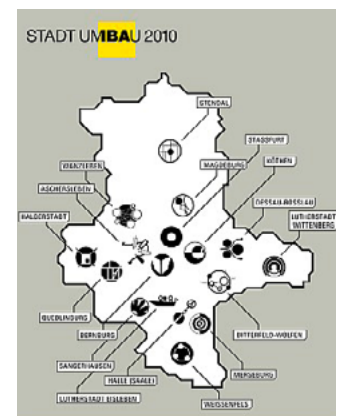 STADT UMBAU 2010
STENDAL
STASSFURT
WANZLEBEN
MAGDEBURG
KÖTHEN
ASCHERSLEBEN
DESSAU-ROSSLAU
HALBERSTADT
LUTHERSTADT
WITTENBERG
QUEDLINBURG
BERNBURG
BITTERFELD-WOLFEN
SANGERHAUSEN
HALLE (SAALE)
MERSEBURG
LUTHERSTADT EISLEBEN
WEISSENFELS